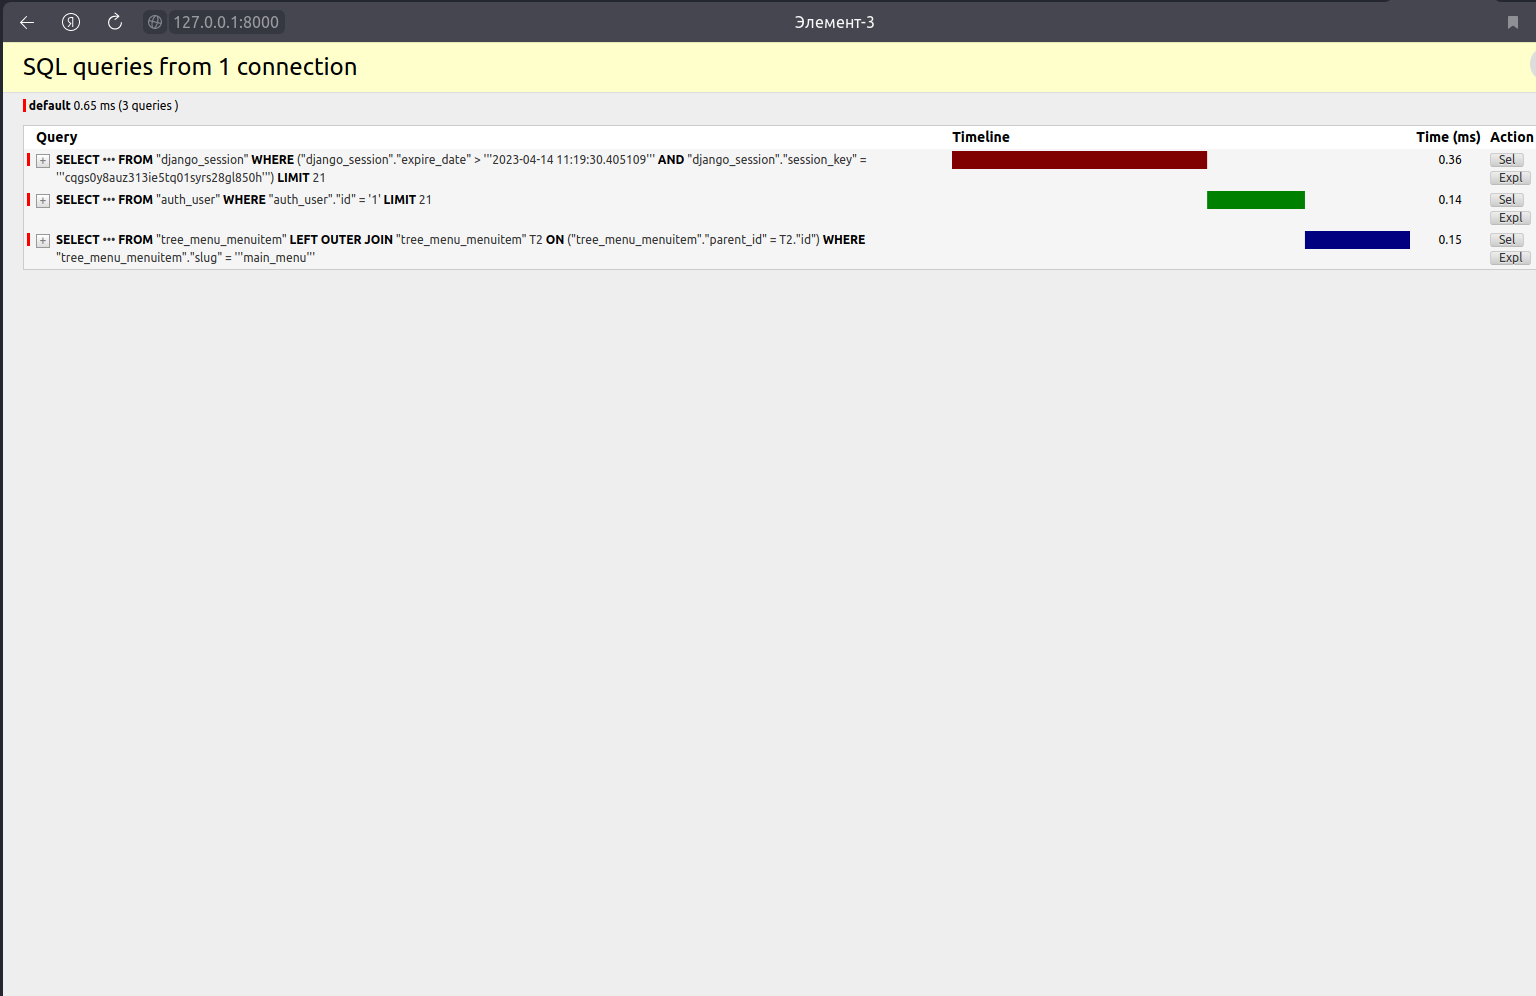 Я 127.0.0.1:8000 Элемент-3
SQL queries from 1 connection
default 0.65 ms (3 queries )
Query Timeline Time (ms) Action
+ SELECT ••• FROM "django_session" WHERE ("django_session"."expire_date" > '''2023-04-14 11:19:30.405109''' AND "django_session"."session_key" = 0.36 Sel
'''cqgs0y8auz313ie5tq01syrs28gl850h''') LIMIT 21 Expl
+ SELECT ••• FROM "auth_user" WHERE "auth_user"."id" = '1' LIMIT 21 0.14 Sel
Expl
+ SELECT ••• FROM "tree_menu_menuitem" LEFT OUTER JOIN "tree_menu_menuitem" T2 ON ("tree_menu_menuitem"."parent_id" = T2."id") WHERE 0.15 Sel
"tree_menu_menuitem"."slug" = '''main_menu''' Expl